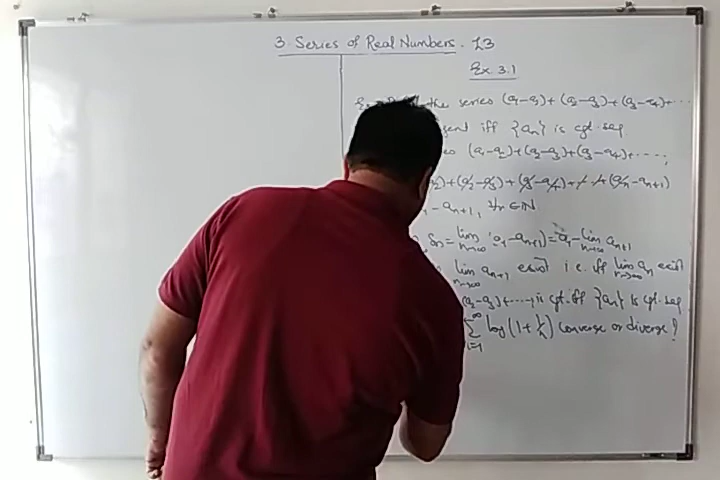 3. Series of Real Numbers. L3
Ex. 3.1
the series (a₁-a₂)+(a₂-a₃)+(a₃-a₄)+...
iff {aₙ} is cgt. seq
(a₁-a₂)+(a₂-a₃)+(a₃-a₄)+....;
+(a₂-a₃)+(a₃-a₄)+...+(aₙ-aₙ₊₁)
- aₙ₊₁, ∀n∈ℕ
Sₙ = lim n→∞ (a₁-aₙ₊₁) = a₁ - lim n→∞ aₙ₊₁
lim n→∞ aₙ₊₁ exist i.e. iff lim n→∞ aₙ exist
(a₂-a₃)+...., is cgt. iff {aₙ} is cgt. seq
∞ Σ log(1+1/n) converge or diverge?